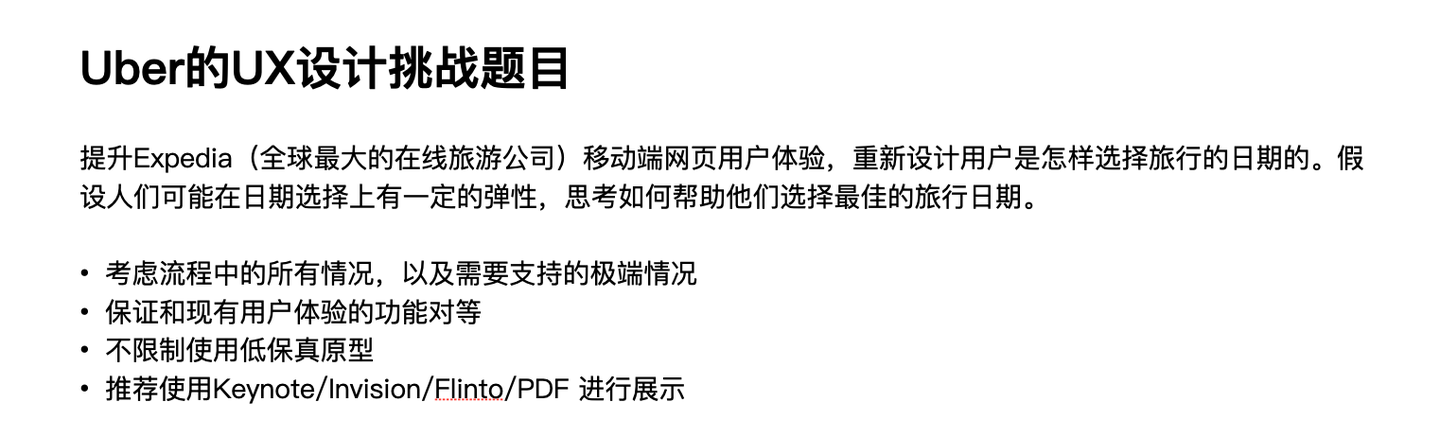 Uber的UX设计挑战题目
提升Expedia（全球最大的在线旅游公司）移动端网页用户体验，重新设计用户是怎样选择旅行的日期的。假
设人们可能在日期选择上有一定的弹性，思考如何帮助他们选择最佳的旅行日期。
• 考虑流程中的所有情况，以及需要支持的极端情况
• 保证和现有用户体验的功能对等
• 不限制使用低保真原型
• 推荐使用Keynote/Invision/Flinto/PDF 进行展示